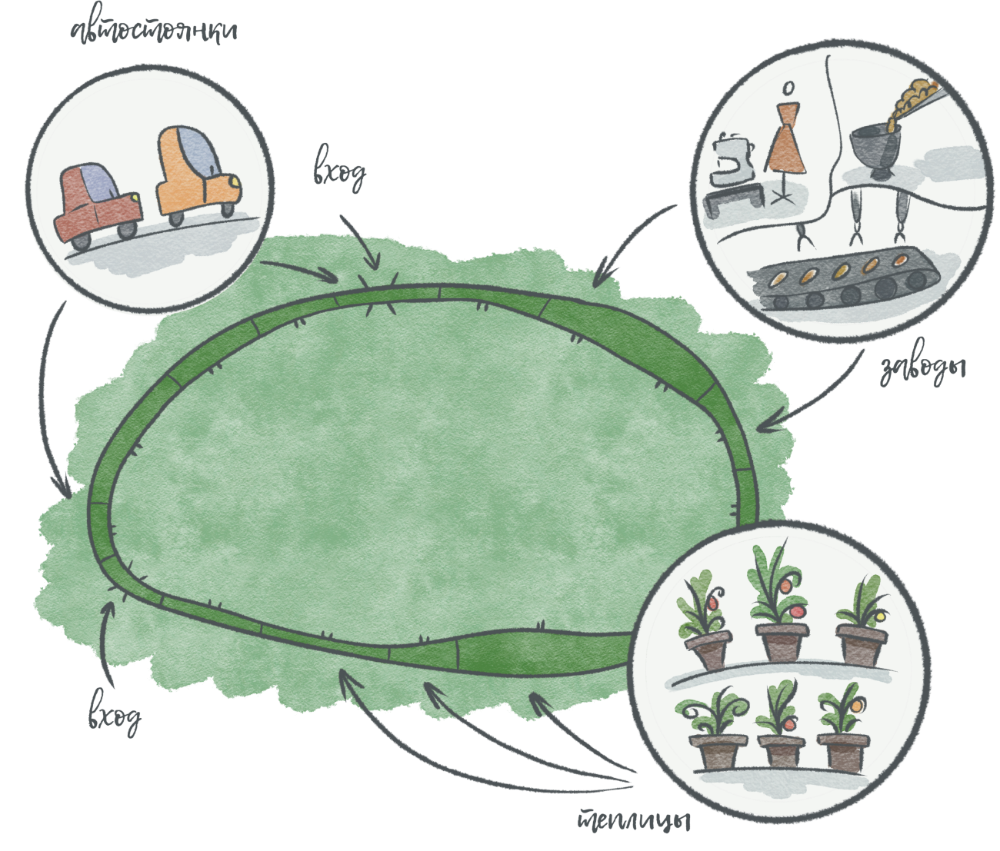 автостоянки
вход
заводы
вход
теплицы